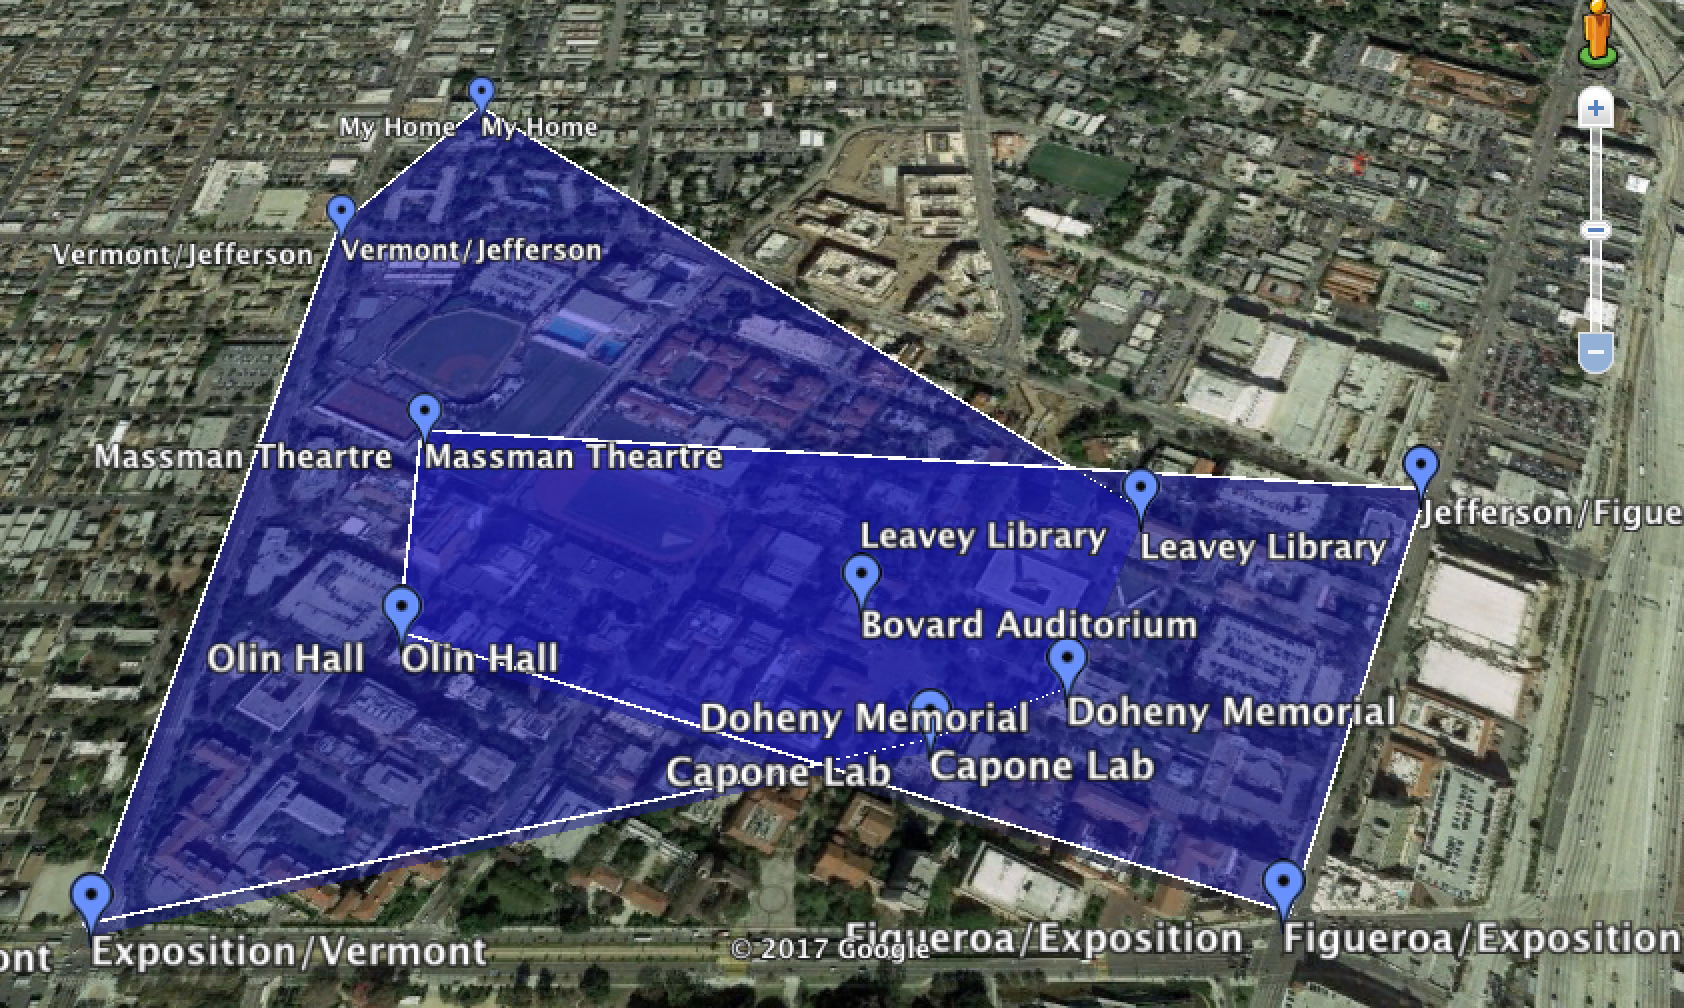 My Home
My Home
Vermont/Jefferson
Vermont/Jefferson
Massman Theartre
Massman Theartre
Jefferson/Figue
Leavey Library
Leavey Library
Bovard Auditorium
Olin Hall
Olin Hall
Doheny Memorial
Doheny Memorial
Capone Lab
Capone Lab
ont
Exposition/Vermont
© 2017 Google
Figueroa/Exposition
Figueroa/Exposition